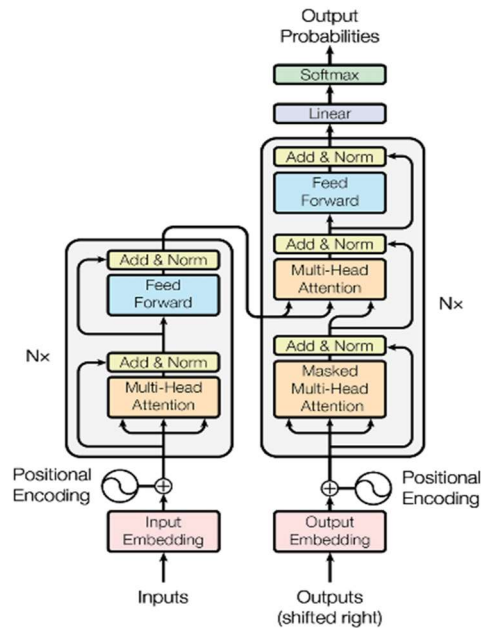 Output
Probabilities
Softmax
Linear
Add & Norm
Feed
Forward
Add & Norm
Multi-Head
Attention
Add & Norm
Masked
Multi-Head
Attention
Nx
Positional
Encoding
Output
Embedding
Outputs
(shifted right)
Add & Norm
Feed
Forward
Add & Norm
Multi-Head
Attention
Nx
Positional
Encoding
Input
Embedding
Inputs